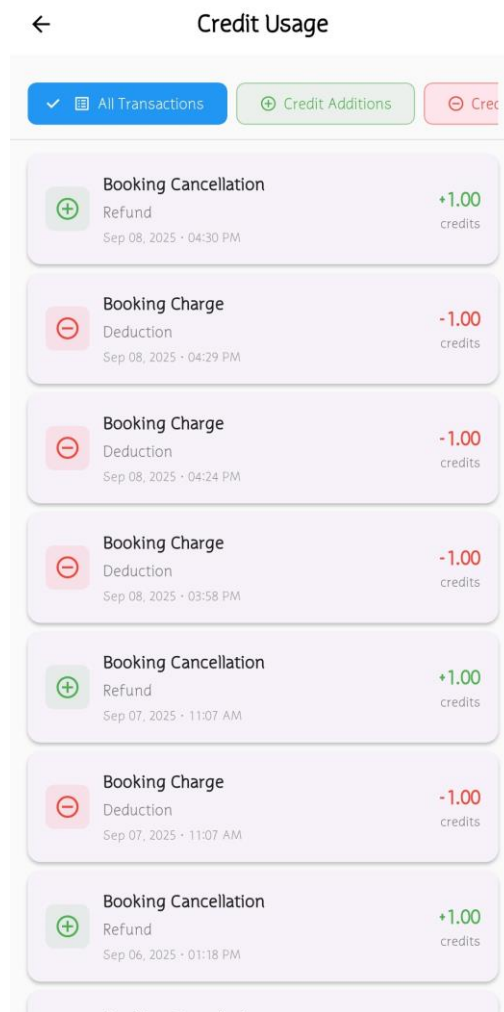 Credit Usage
All Transactions
Credit Additions
Cred
Booking Cancellation
+1.00
Refund
credits
Sep 08, 2025 • 04:30 PM
Booking Charge
-1.00
Deduction
credits
Sep 08, 2025 • 04:29 PM
Booking Charge
-1.00
Deduction
credits
Sep 08, 2025 • 04:24 PM
Booking Charge
-1.00
Deduction
credits
Sep 08, 2025 • 03:58 PM
Booking Cancellation
+1.00
Refund
credits
Sep 07, 2025 • 11:07 AM
Booking Charge
-1.00
Deduction
credits
Sep 07, 2025 • 11:07 AM
Booking Cancellation
+1.00
Refund
credits
Sep 06, 2025 • 01:18 PM